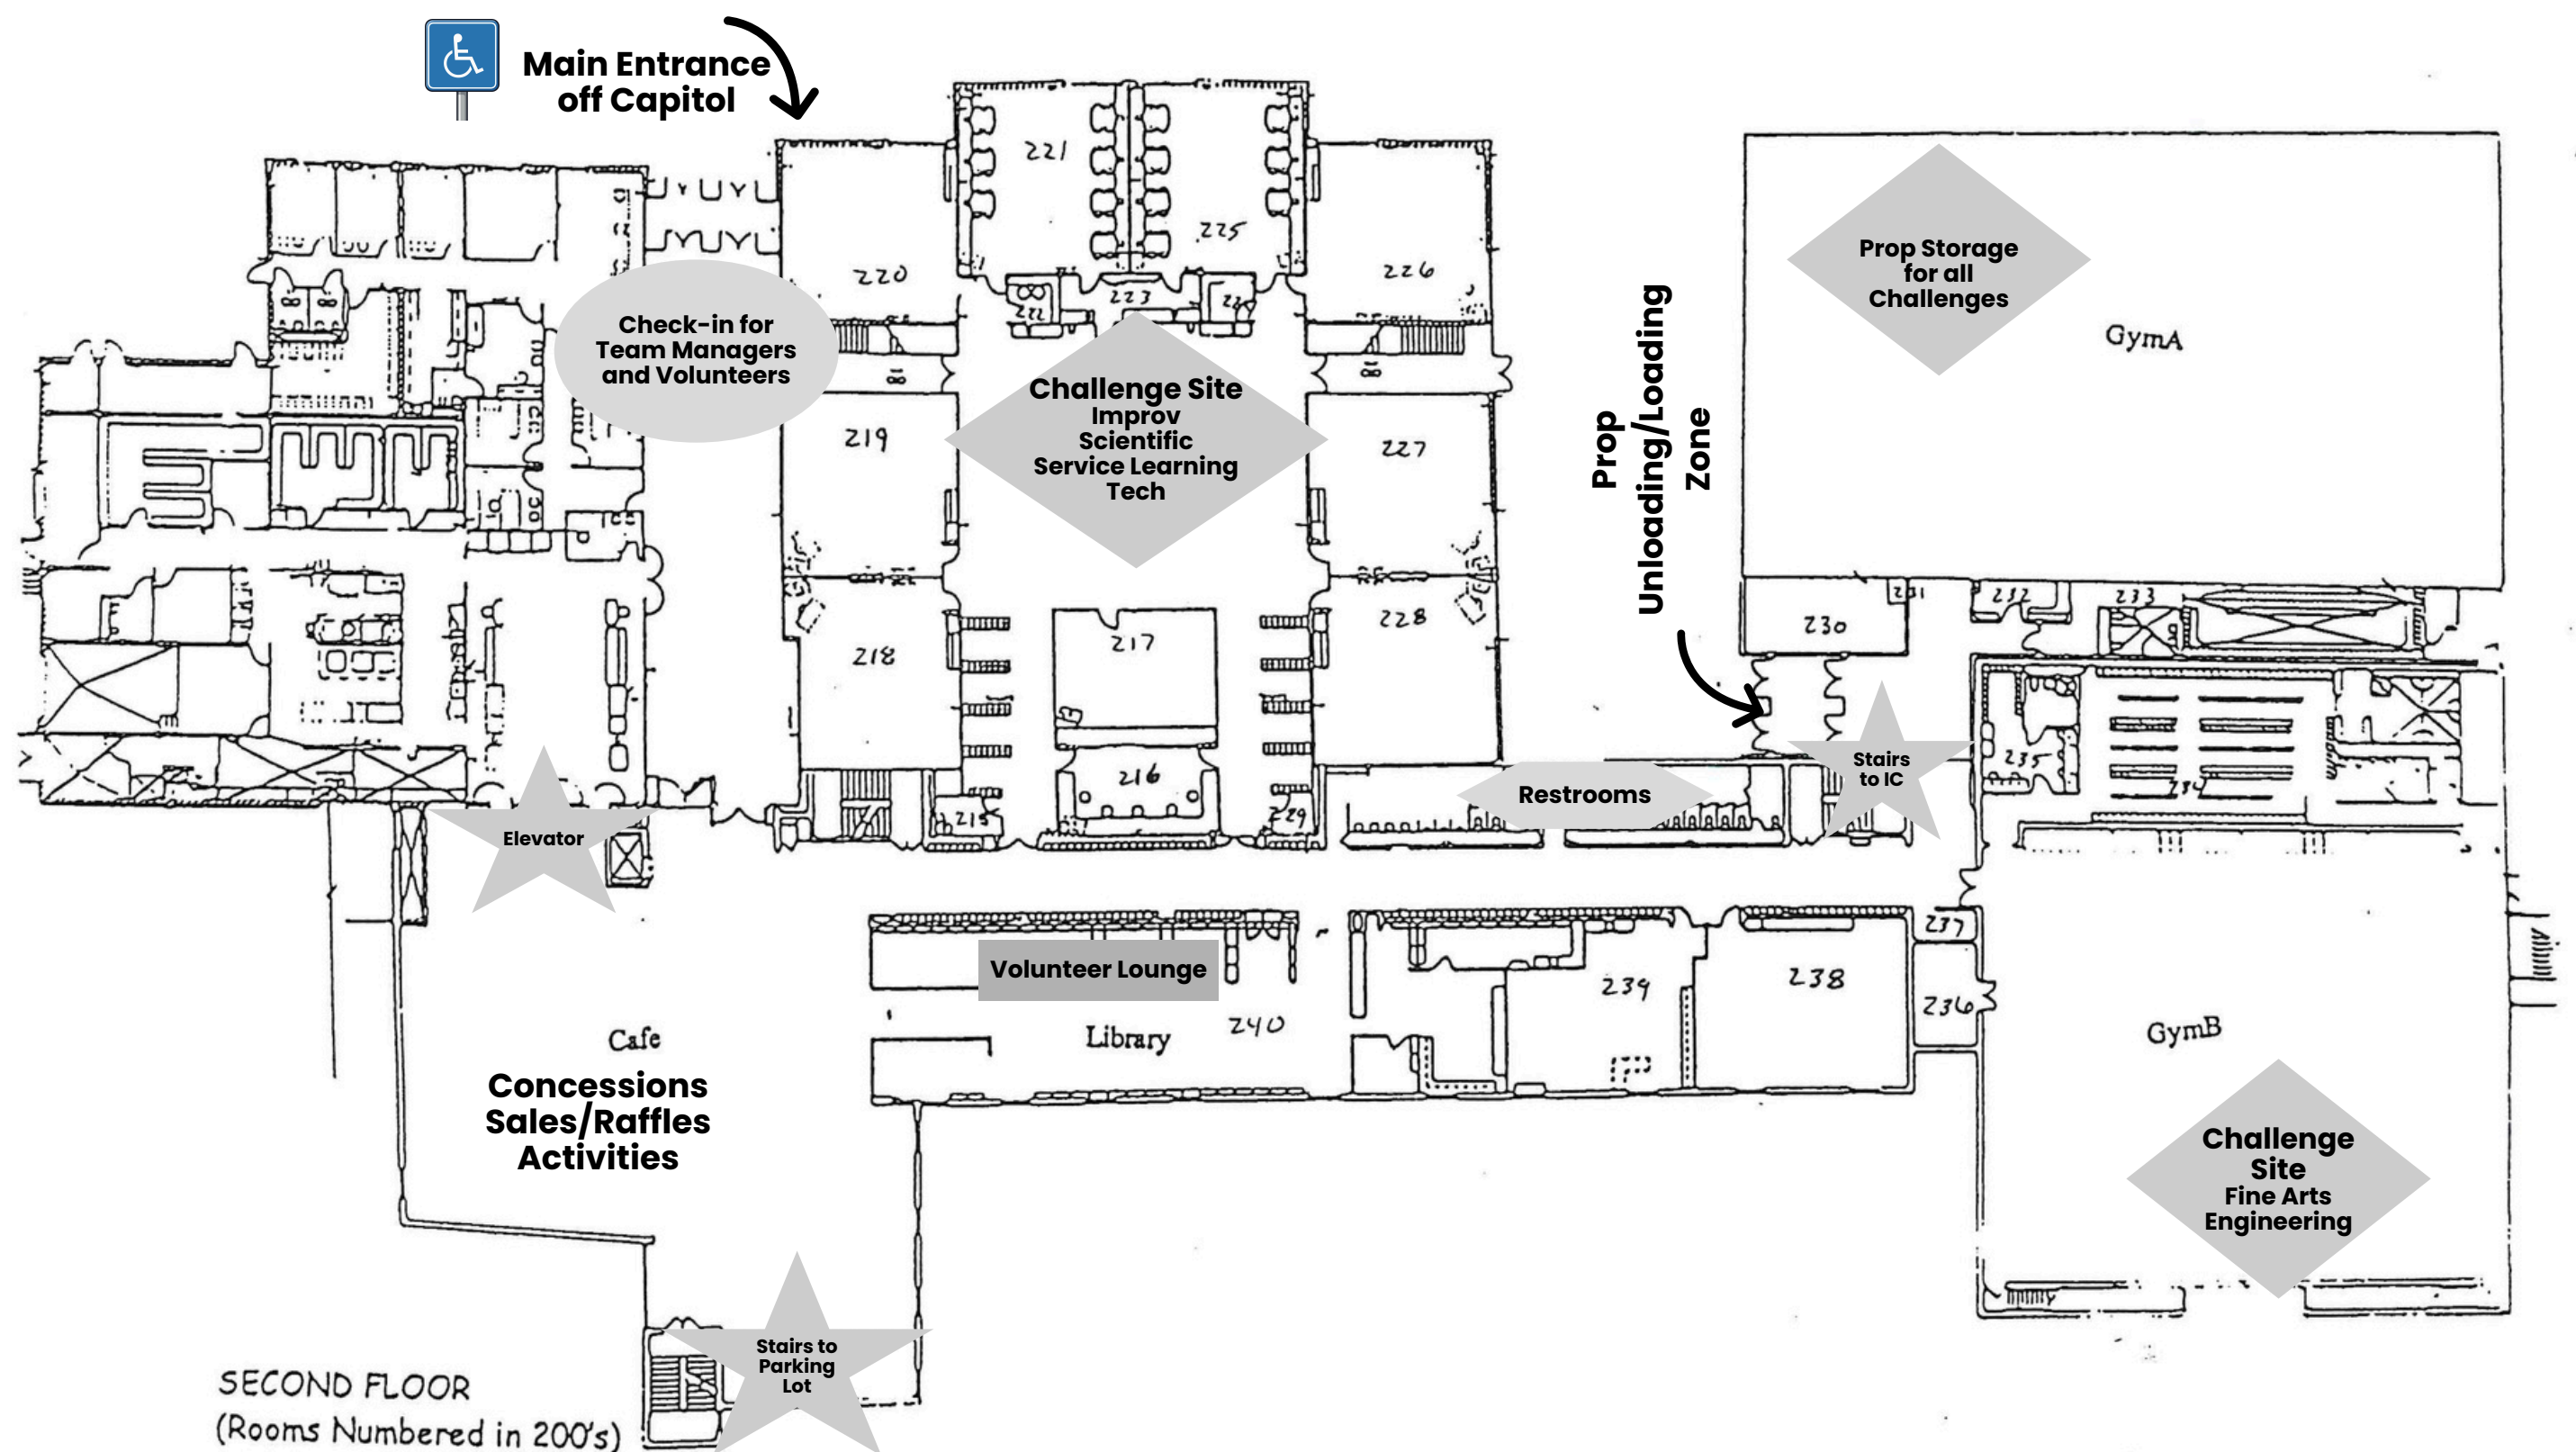 Main Entrance
off Capitol
221
225
220
226
222
223
Check-in for
Team Managers
and Volunteers
Prop Storage
for all
Challenges
GymA
Challenge Site
Improv
Scientific
Service Learning
Tech
219
227
Prop
Unloading/Loading
Zone
218
217
228
230
231
232
233
216
215
229
Restrooms
Stairs
to IC
235
234
Elevator
Volunteer Lounge
Library
240
239
238
237
236
GymB
Cafe
Concessions
Sales/Raffles
Activities
Challenge
Site
Fine Arts
Engineering
Stairs to
Parking
Lot
SECOND FLOOR
(Rooms Numbered in 200's)